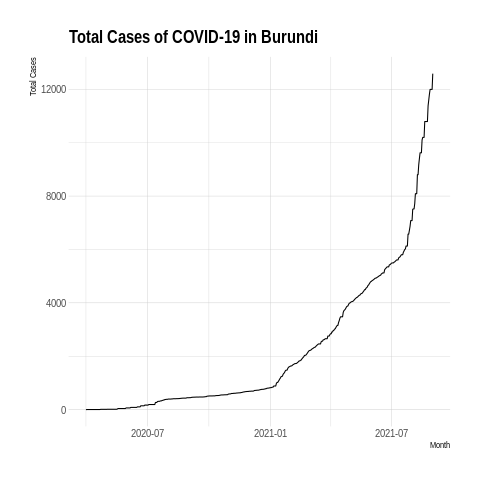 Total Cases of COVID-19 in Burundi
Total Cases
12000
8000
4000
0
2020-07
2021-01
2021-07
Month